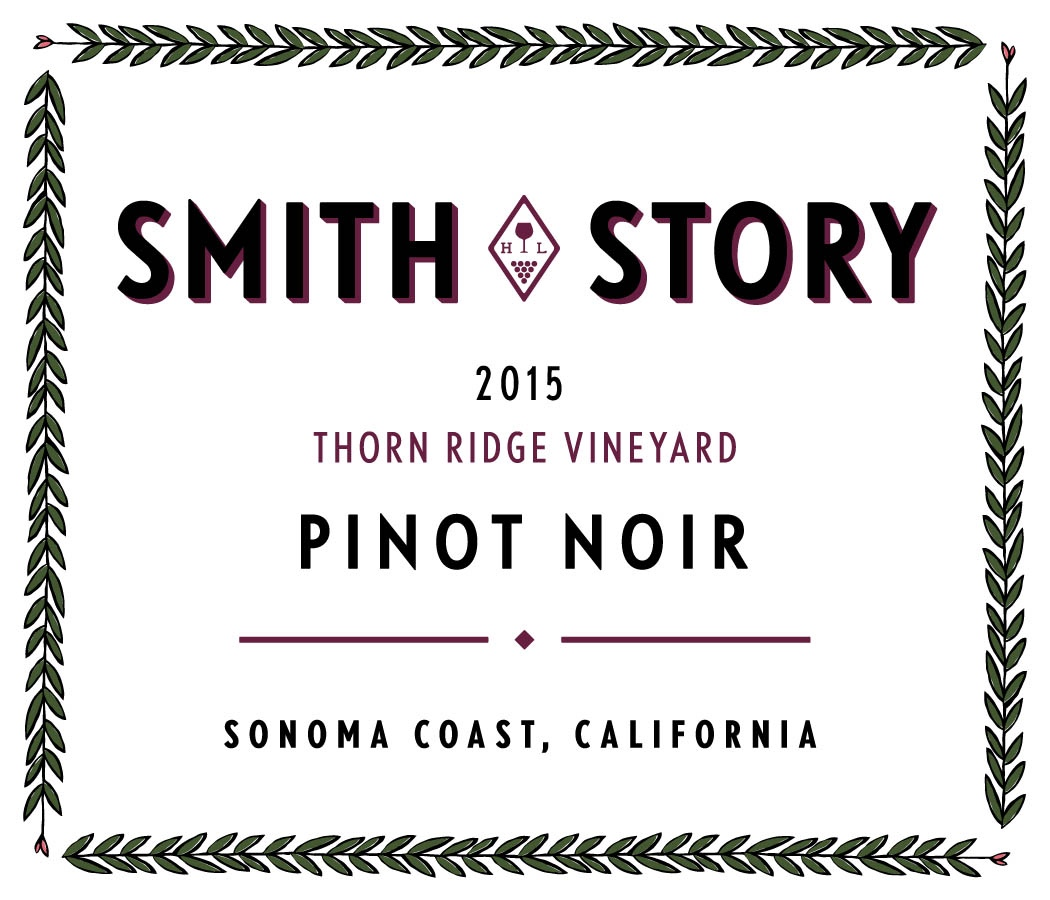 SMITH H L STORY
2015
THORN RIDGE VINEYARD
PINOT NOIR
SONOMA COAST, CALIFORNIA